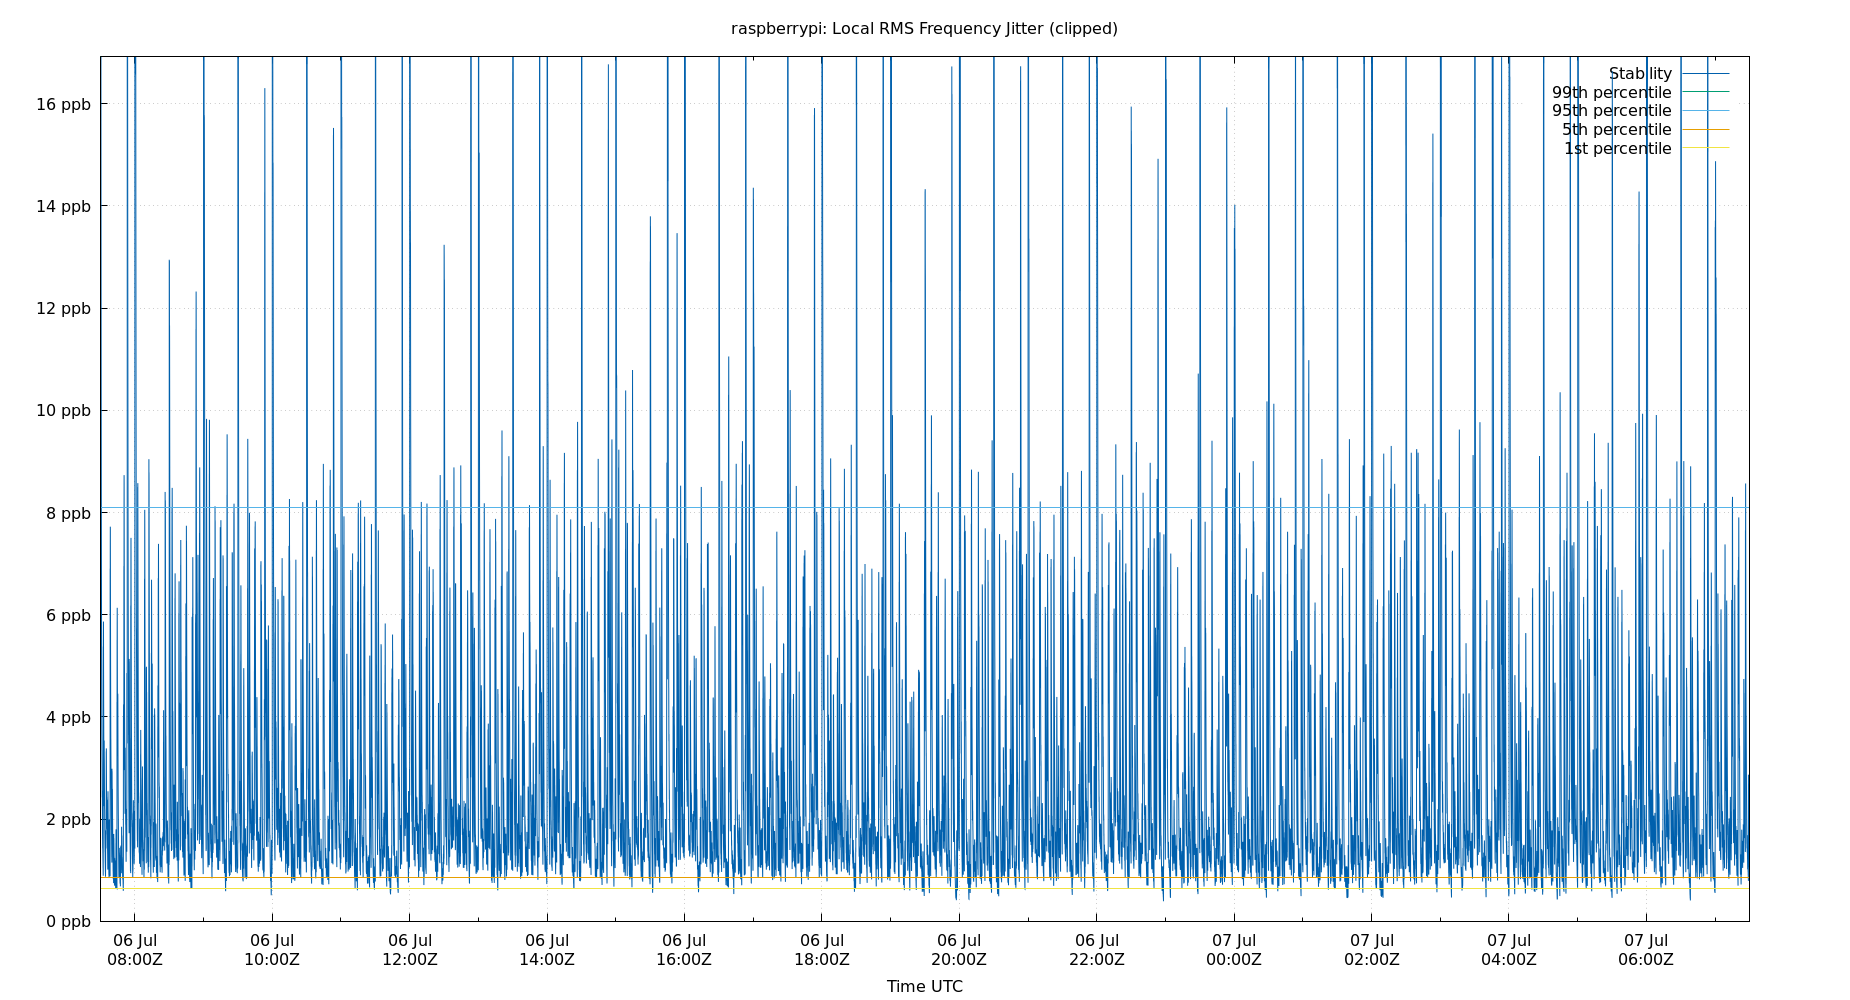 raspberrypi: Local RMS Frequency Jitter (clipped)
Stability
99th percentile
95th percentile
5th percentile
1st percentile
16 ppb
14 ppb
12 ppb
10 ppb
8 ppb
6 ppb
4 ppb
2 ppb
0 ppb
06 Jul 06 Jul 06 Jul 06 Jul 06 Jul 06 Jul 06 Jul 06 Jul 07 Jul 07 Jul 07 Jul 07 Jul
08:00Z 10:00Z 12:00Z 14:00Z 16:00Z 18:00Z 20:00Z 22:00Z 00:00Z 02:00Z 04:00Z 06:00Z
Time UTC